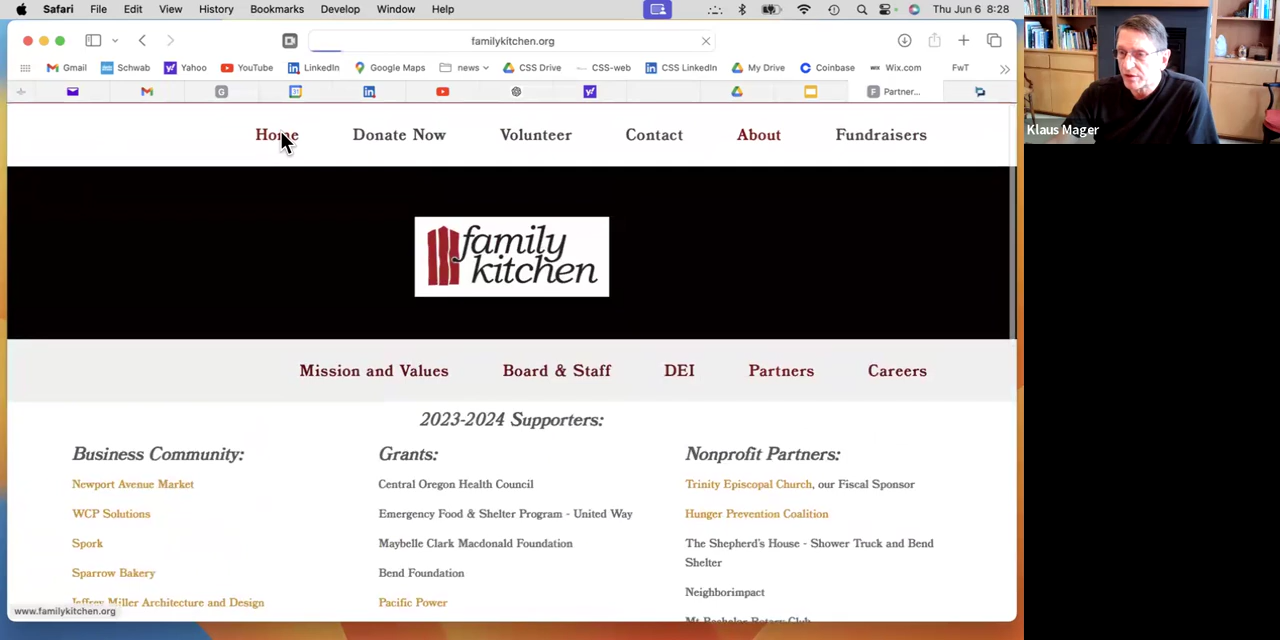 Safari File Edit View History Bookmarks Develop Window Help Thu Jun 6 8:28
familykitchen.org
Gmail Schwab Yahoo YouTube LinkedIn Google Maps news CSS Drive CSS-web CSS LinkedIn My Drive Coinbase Wix.com FwT
Partner...
Home Donate Now Volunteer Contact About Fundraisers
family
kitchen
Mission and Values Board & Staff DEI Partners Careers
2023-2024 Supporters:
Business Community: Grants: Nonprofit Partners:
Newport Avenue Market Central Oregon Health Council Trinity Episcopal Church, our Fiscal Sponsor
WCP Solutions Emergency Food & Shelter Program - United Way Hunger Prevention Coalition
Spork Maybelle Clark Macdonald Foundation The Shepherd's House - Shower Truck and Bend
Shelter
Sparrow Bakery Bend Foundation Neighborimpact
Jeffrey Miller Architecture and Design Pacific Power Mt Bachelor Rotary Club
www.familykitchen.org
Klaus Mager